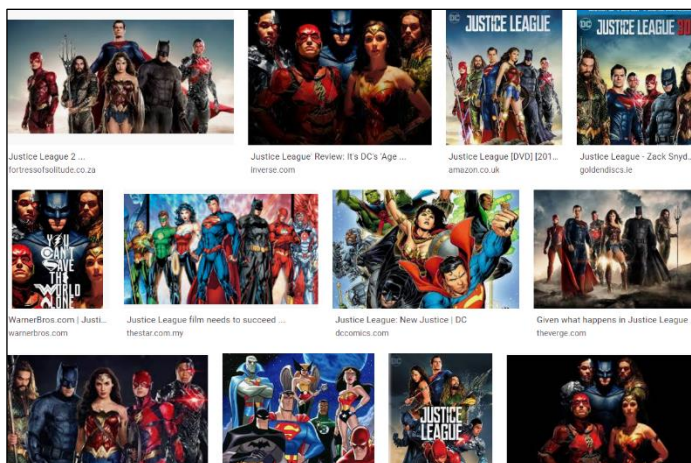 DC
JUSTICE LEAGUE
DC
JUSTICE LEAGUE 3D
Justice League 2 ...
fortressofsolitude.co.za
Justice League' Review: It's DC's 'Age ...
inverse.com
Justice League [DVD] [201...
amazon.co.uk
Justice League - Zack Snyd...
goldendiscs.ie
YOU
CAN'T
SAVE
THE
WORLD
ALONE
WarnerBros.com | Justi...
warnerbros.com
Justice League film needs to succeed ...
thestar.com.my
Justice League: New Justice | DC
dccomics.com
Given what happens in Justice League
theverge.com
DC
JUSTICE
LEAGUE